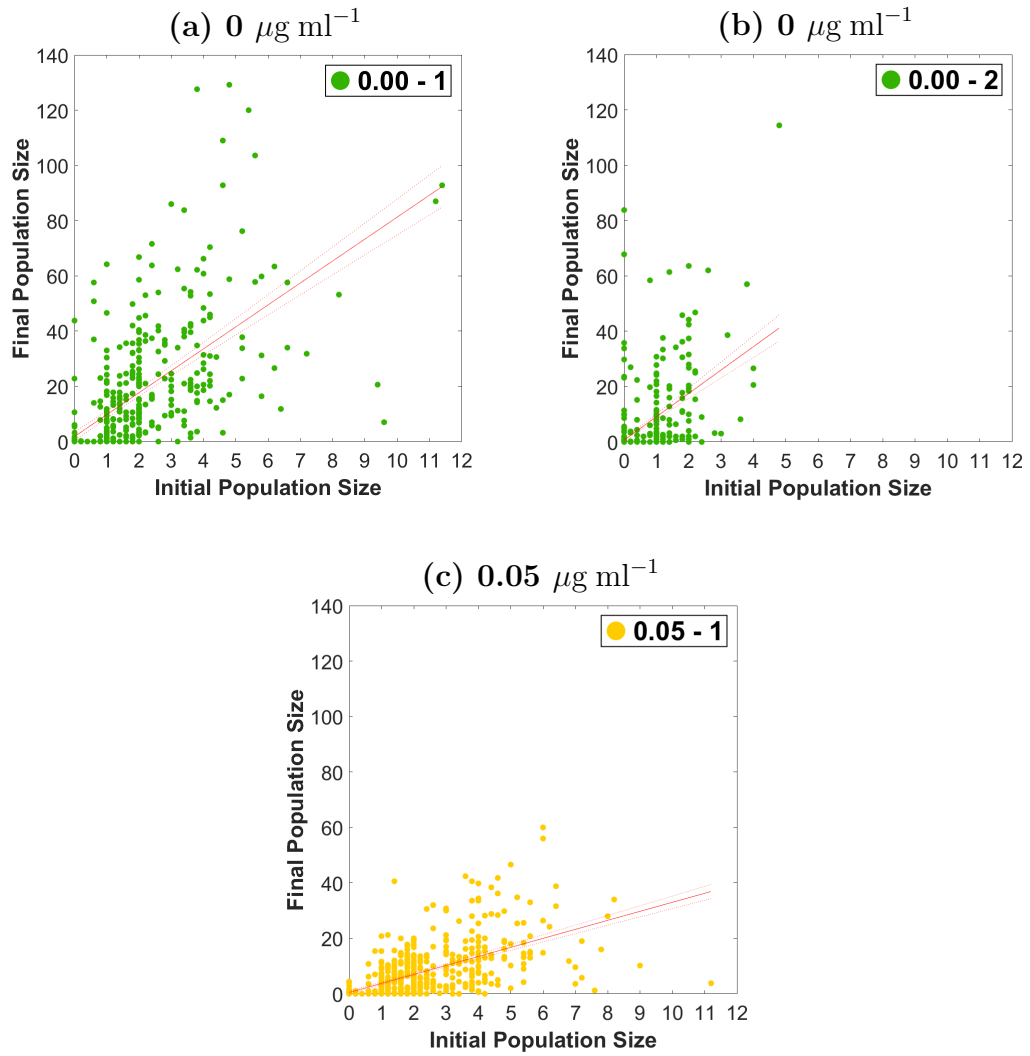 (a) 0 μg ml⁻¹
0.00 - 1
140
120
100
80
60
40
20
0
Final Population Size
0 1 2 3 4 5 6 7 8 9 10 11 12
Initial Population Size
(b) 0 μg ml⁻¹
0.00 - 2
140
120
100
80
60
40
20
0
Final Population Size
0 1 2 3 4 5 6 7 8 9 10 11 12
Initial Population Size
(c) 0.05 μg ml⁻¹
0.05 - 1
140
120
100
80
60
40
20
0
Final Population Size
0 1 2 3 4 5 6 7 8 9 10 11 12
Initial Population Size